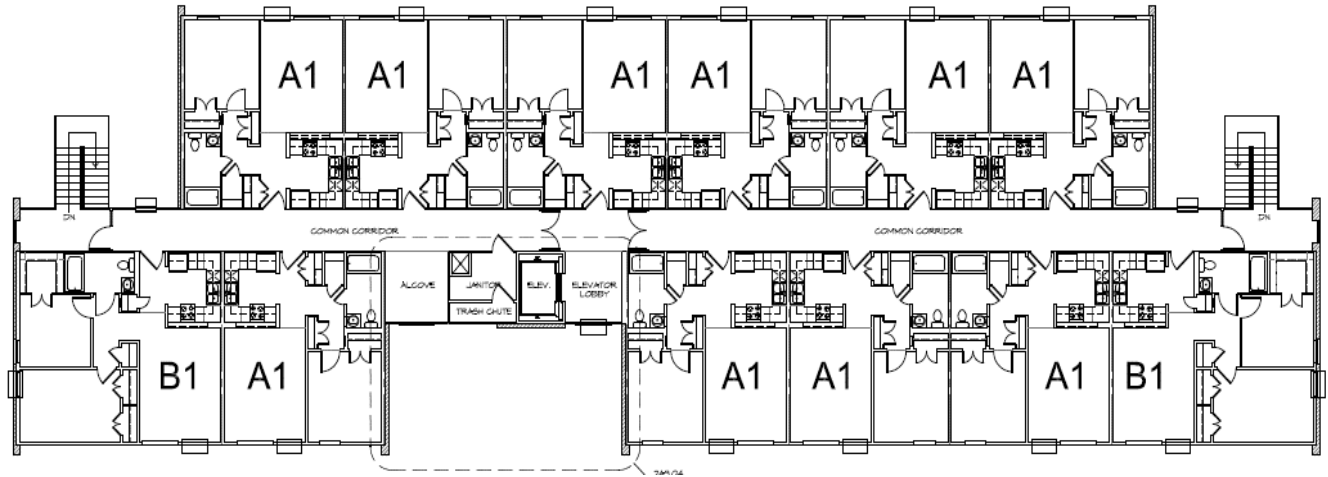 A1 A1 A1 A1 A1 A1
DN
DN
COMMON CORRIDOR
COMMON CORRIDOR
ALCOVE
JANITOR
ELEV.
ELEVATOR
LOBBY
TRASH CHUTE
B1 A1 A1 A1 A1 B1